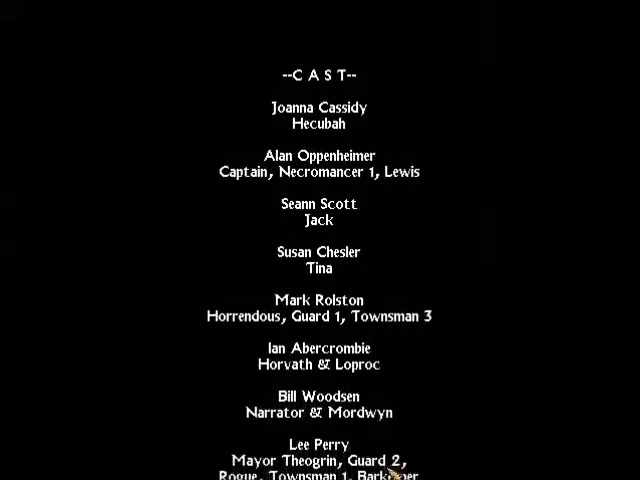 --C A S T--
Joanna Cassidy
Hecubah
Alan Oppenheimer
Captain, Necromancer 1, Lewis
Seann Scott
Jack
Susan Chesler
Tina
Mark Rolston
Horrendous, Guard 1, Townsman 3
Ian Abercrombie
Horvath & Loproc
Bill Woodsen
Narrator & Mordwyn
Lee Perry
Mayor Theogrin, Guard 2,
Rogue, Townsman 1,